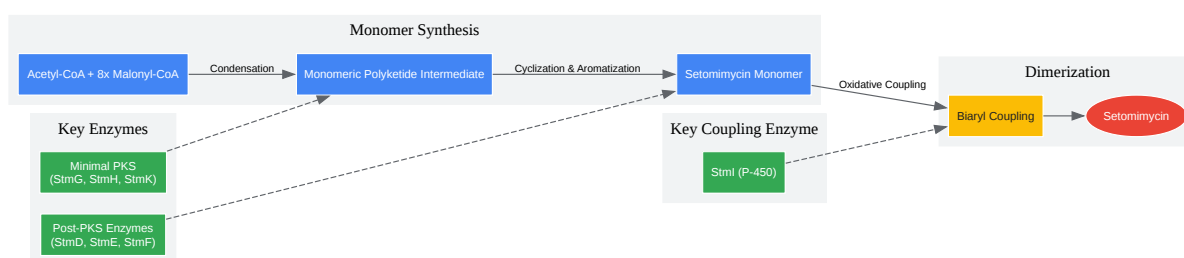 Monomer Synthesis
Acetyl-CoA + 8x Malonyl-CoA
Condensation
Monomeric Polyketide Intermediate
Cyclization & Aromatization
Setomimycin Monomer
Oxidative Coupling
Dimerization
Biaryl Coupling
Setomimycin
Key Enzymes
Minimal PKS
(StmG, StmH, StmK)
Post-PKS Enzymes
(StmD, StmE, StmF)
Key Coupling Enzyme
StmI (P-450)